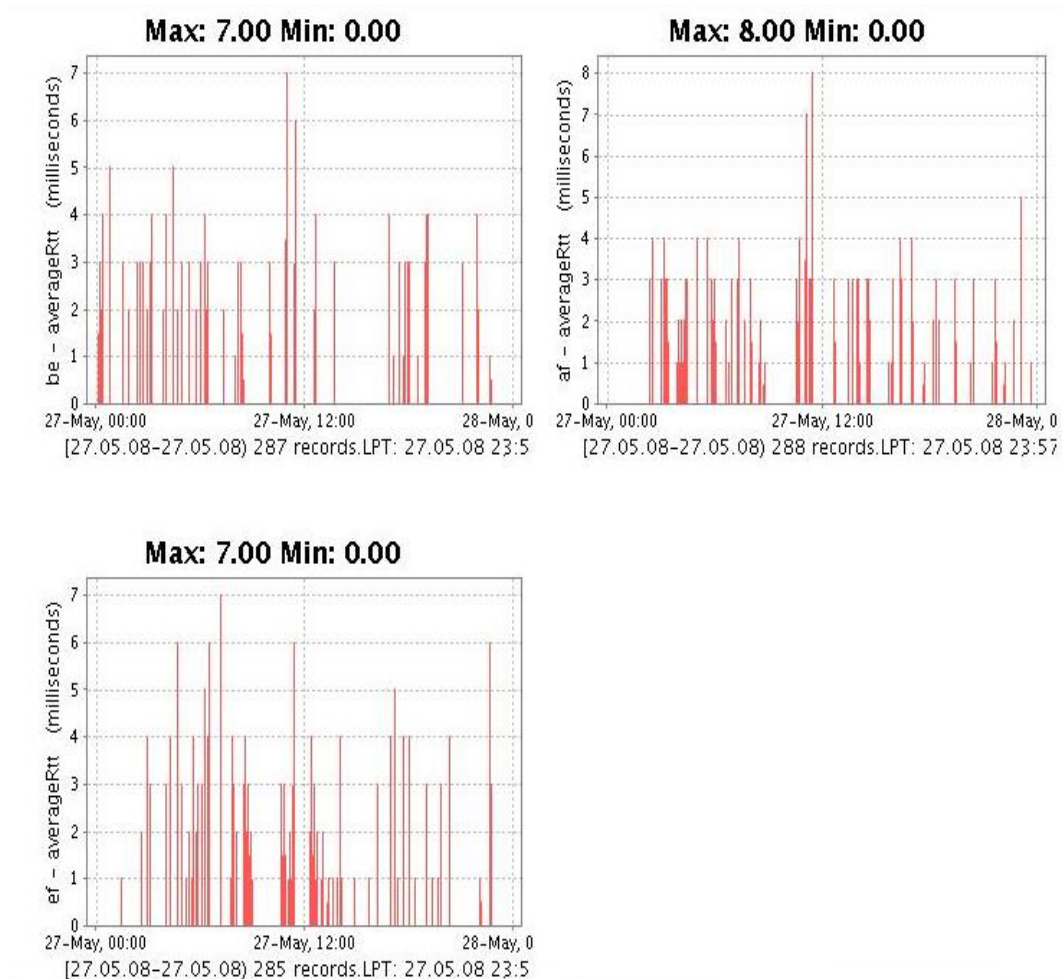 Max: 7.00 Min: 0.00
be - averageRtt (milliseconds)
7
6
5
4
3
2
1
0
27-May, 00:00
27-May, 12:00
28-May, 0
[27.05.08-27.05.08) 287 records.LPT: 27.05.08 23:5
Max: 8.00 Min: 0.00
af - averageRtt (milliseconds)
8
7
6
5
4
3
2
1
0
27-May, 00:00
27-May, 12:00
28-May, 0
[27.05.08-27.05.08) 288 records.LPT: 27.05.08 23:57
Max: 7.00 Min: 0.00
ef - averageRtt (milliseconds)
7
6
5
4
3
2
1
0
27-May, 00:00
27-May, 12:00
28-May, 0
[27.05.08-27.05.08) 285 records.LPT: 27.05.08 23:5